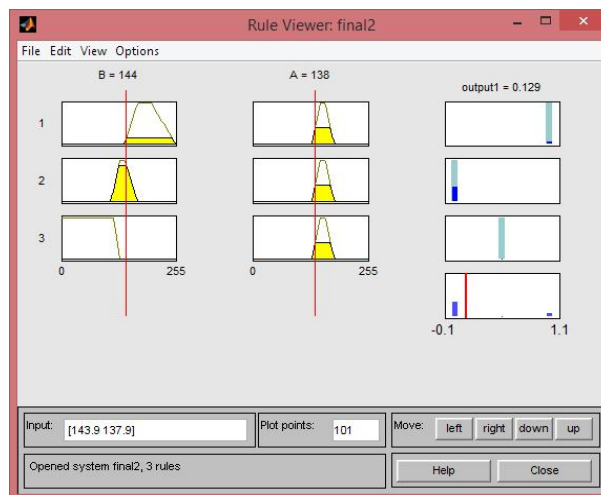 Rule Viewer: final2
File Edit View Options
B = 144
A = 138
output1 = 0.129
1
2
3
0 255
0 255
-0.1 1.1
Input: [143.9 137.9]
Plot points: 101
Move: left right down up
Opened system final2, 3 rules
Help Close